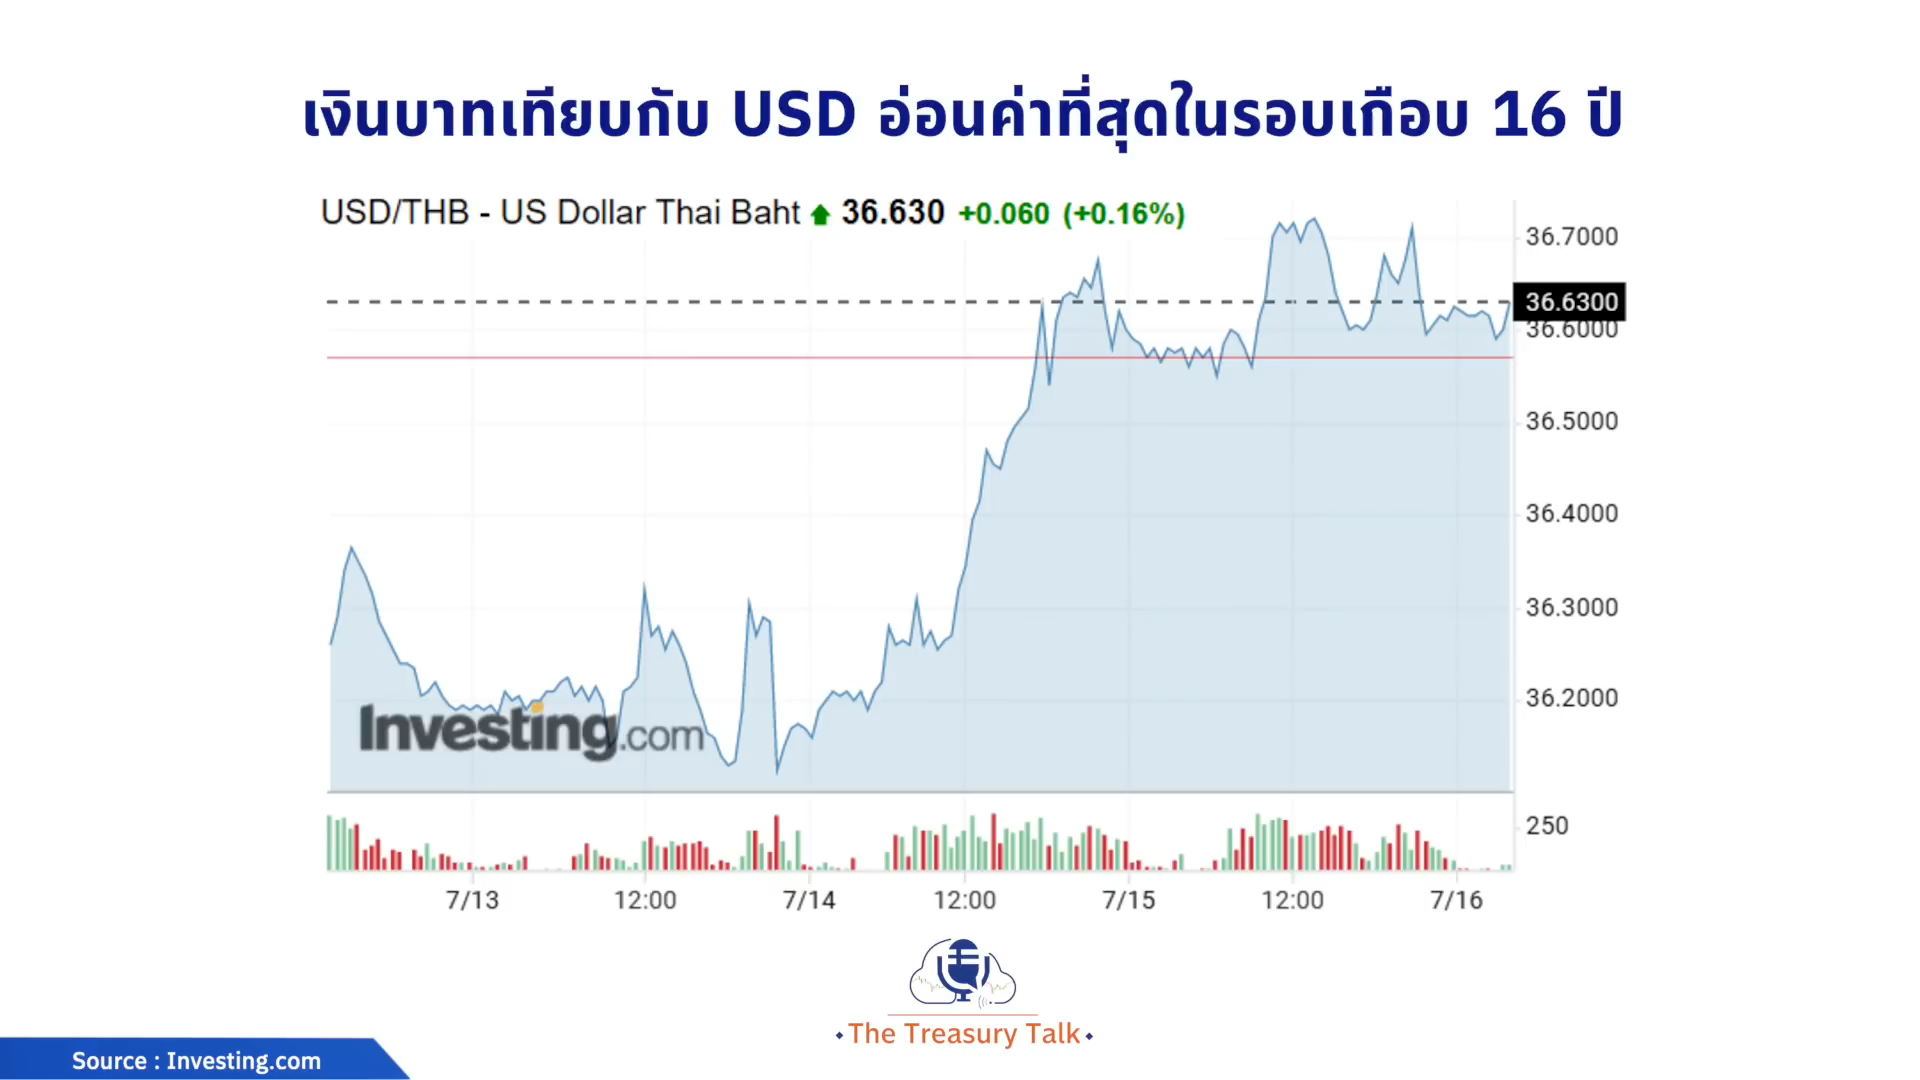 เงินบาทเทียบกับ USD อ่อนค่าที่สุดในรอบเกือบ 16 ปี
USD/THB - US Dollar Thai Baht 36.630 +0.060 (+0.16%)
36.7000
36.6300
36.6000
36.5000
36.4000
36.3000
36.2000
Investing.com
250
7/13 12:00 7/14 12:00 7/15 12:00 7/16
The Treasury Talk
Source : Investing.com